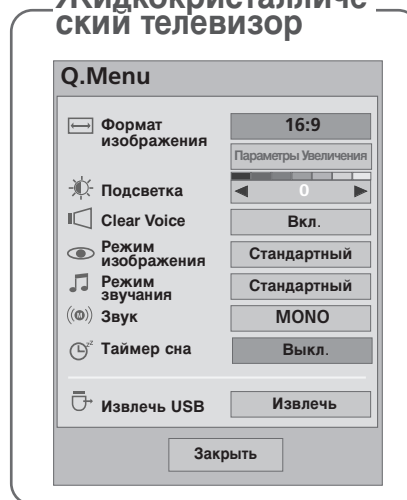 Жидкокристалличе
ский телевизор
Q.Menu
Формат
изображения
16:9
Параметры Увеличения
Подсветка
0
Clear Voice
Вкл.
Режим
изображения
Стандартный
Режим
звучания
Стандартный
Звук
MONO
Таймер сна
Выкл.
Извлечь USB
Извлечь
Закрыть